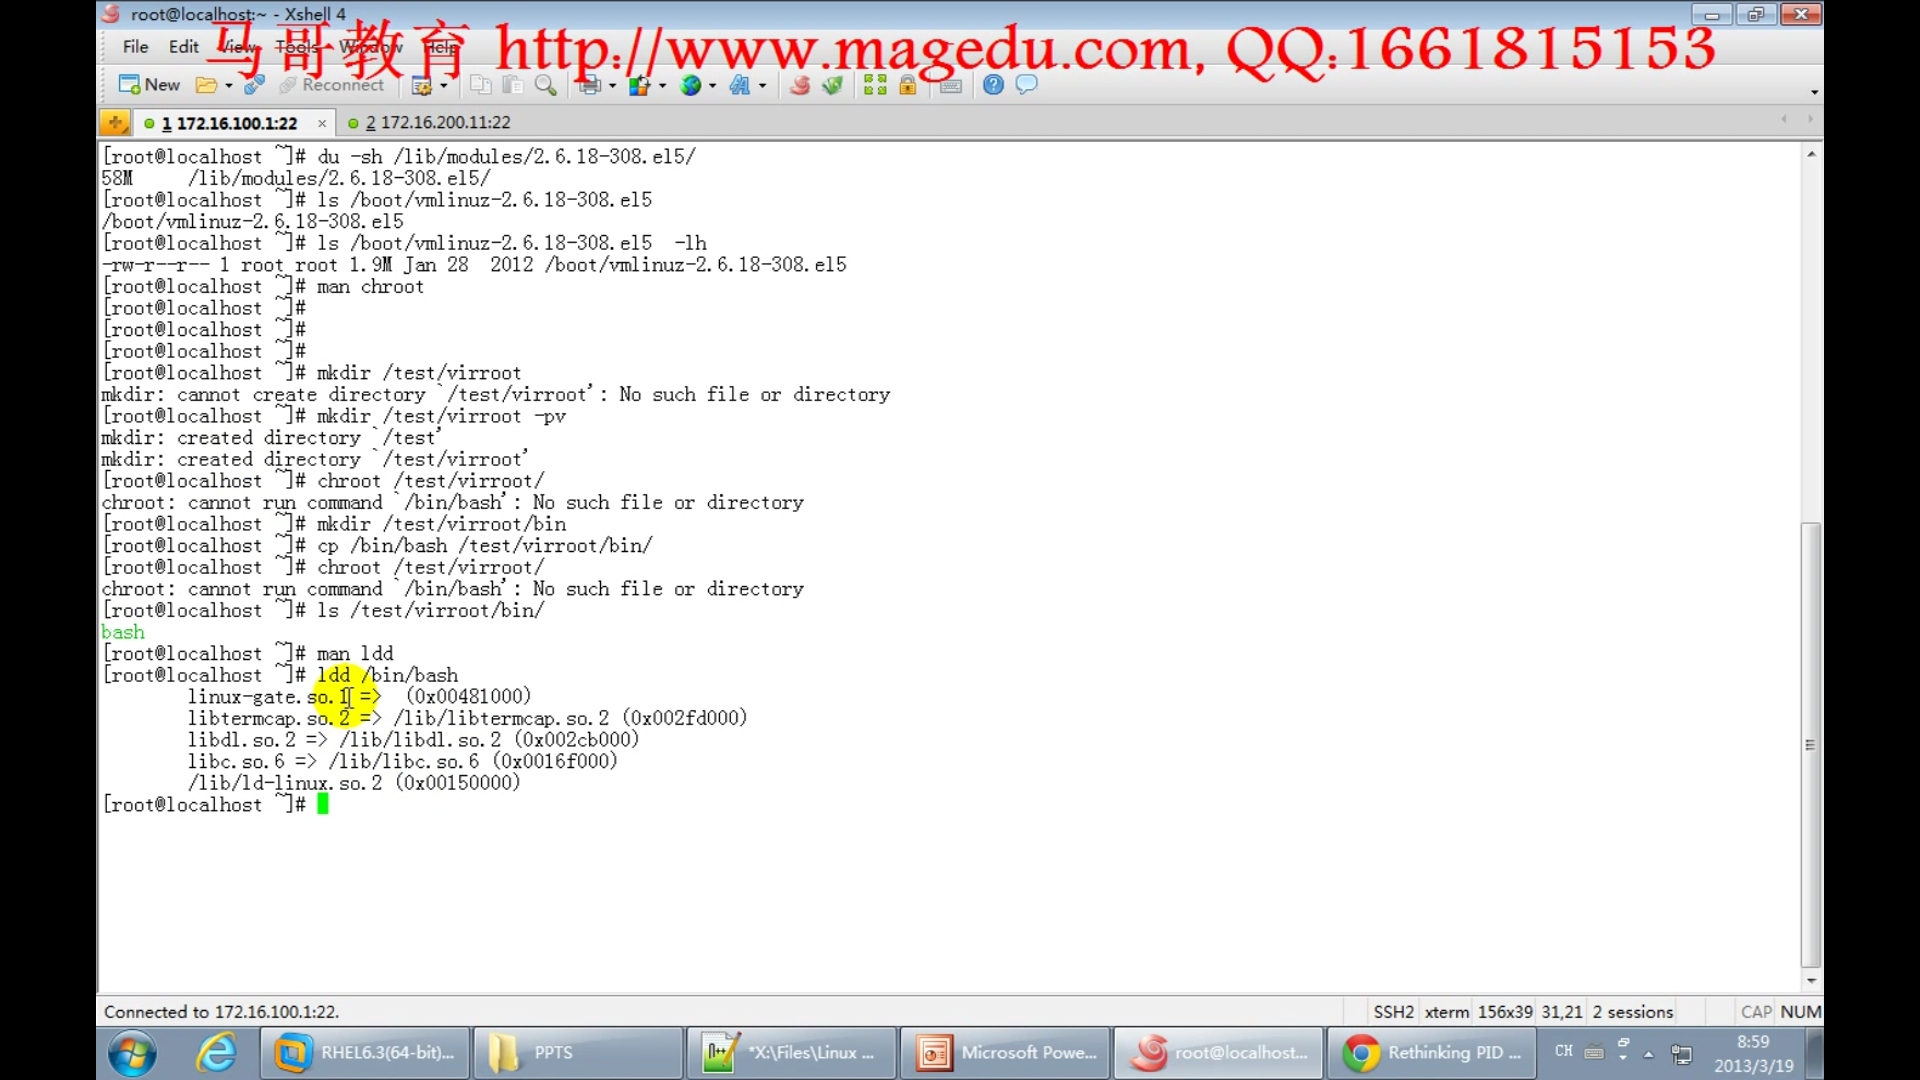 root@localhost:~ - Xshell 4
马哥教育 http://www.magedu.com, QQ:1661815153
File Edit View Tools Window Help
New Reconnect
1 172.16.100.1:22 × 2 172.16.200.11:22
[root@localhost ~]# du -sh /lib/modules/2.6.18-308.el5/
58M /lib/modules/2.6.18-308.el5/
[root@localhost ~]# ls /boot/vmlinuz-2.6.18-308.el5
/boot/vmlinuz-2.6.18-308.el5
[root@localhost ~]# ls /boot/vmlinuz-2.6.18-308.el5  -lh
-rw-r--r-- 1 root root 1.9M Jan 28  2012 /boot/vmlinuz-2.6.18-308.el5
[root@localhost ~]# man chroot
[root@localhost ~]#
[root@localhost ~]#
[root@localhost ~]#
[root@localhost ~]# mkdir /test/virroot
mkdir: cannot create directory `/test/virroot': No such file or directory
[root@localhost ~]# mkdir /test/virroot -pv
mkdir: created directory `/test'
mkdir: created directory `/test/virroot'
[root@localhost ~]# chroot /test/virroot/
chroot: cannot run command `/bin/bash': No such file or directory
[root@localhost ~]# mkdir /test/virroot/bin
[root@localhost ~]# cp /bin/bash /test/virroot/bin/
[root@localhost ~]# chroot /test/virroot/
chroot: cannot run command `/bin/bash': No such file or directory
[root@localhost ~]# ls /test/virroot/bin/
bash
[root@localhost ~]# man ldd
[root@localhost ~]# ldd /bin/bash
linux-gate.so.1 =>  (0x00481000)
libtermcap.so.2 => /lib/libtermcap.so.2 (0x002fd000)
libdl.so.2 => /lib/libdl.so.2 (0x002cb000)
libc.so.6 => /lib/libc.so.6 (0x0016f000)
/lib/ld-linux.so.2 (0x00150000)
[root@localhost ~]#
Connected to 172.16.100.1:22. SSH2 xterm 156x39 31,21 2 sessions CAP NUM
RHEL6.3(64-bit)... PPTS *X:\Files\Linux ... Microsoft Powe... root@localhost... Rethinking PID ... CH 8:59
2013/3/19